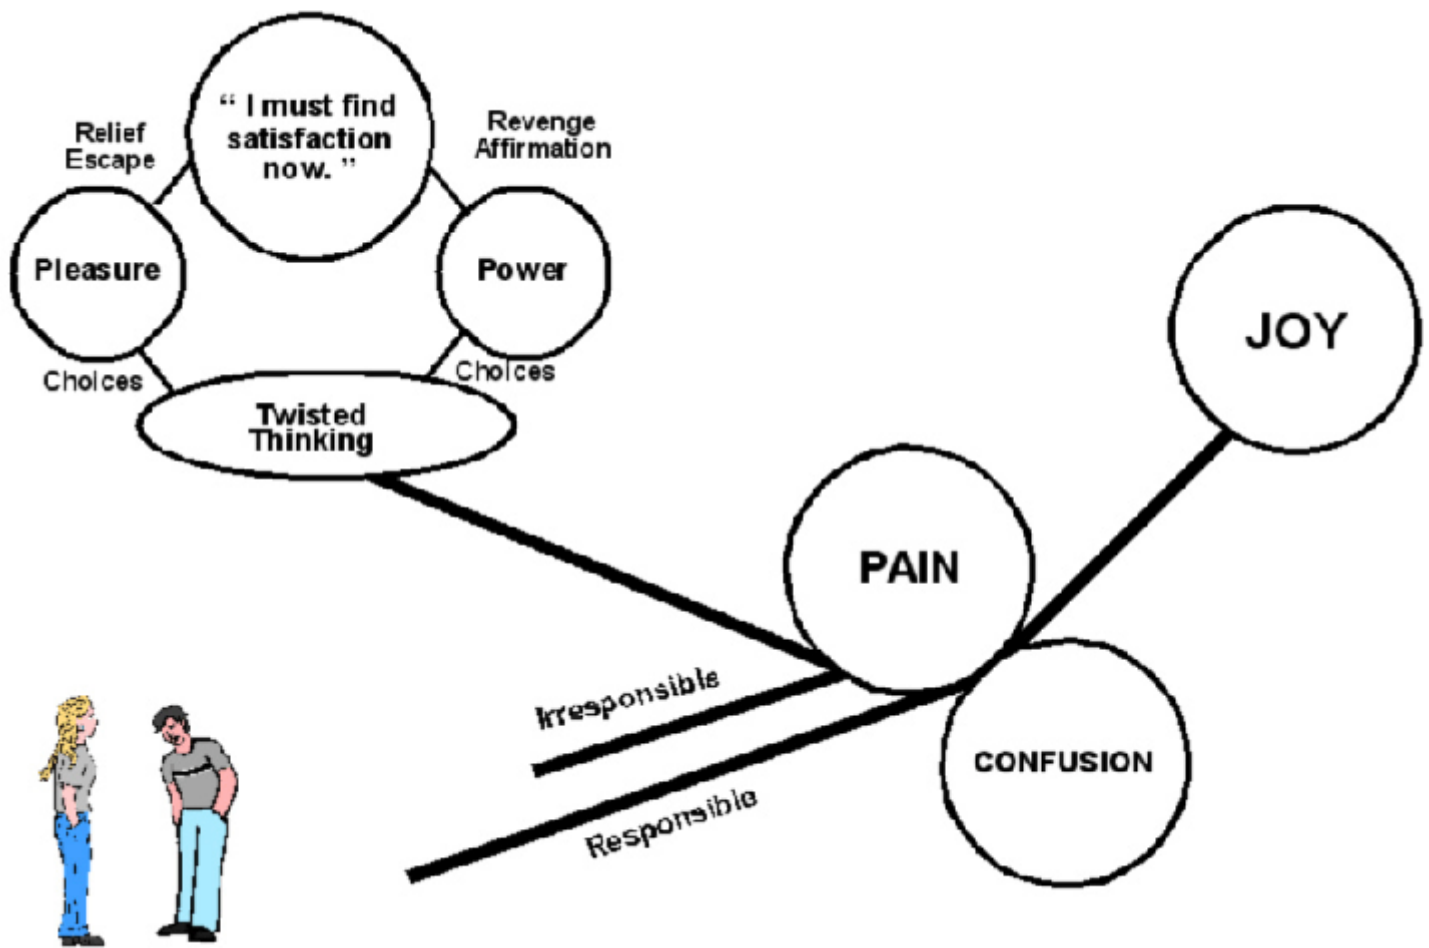 “ I must find
satisfaction
now. ”
Relief
Escape
Revenge
Affirmation
Pleasure
Power
Choices
Choices
Twisted
Thinking
JOY
PAIN
Irresponsible
Responsible
CONFUSION